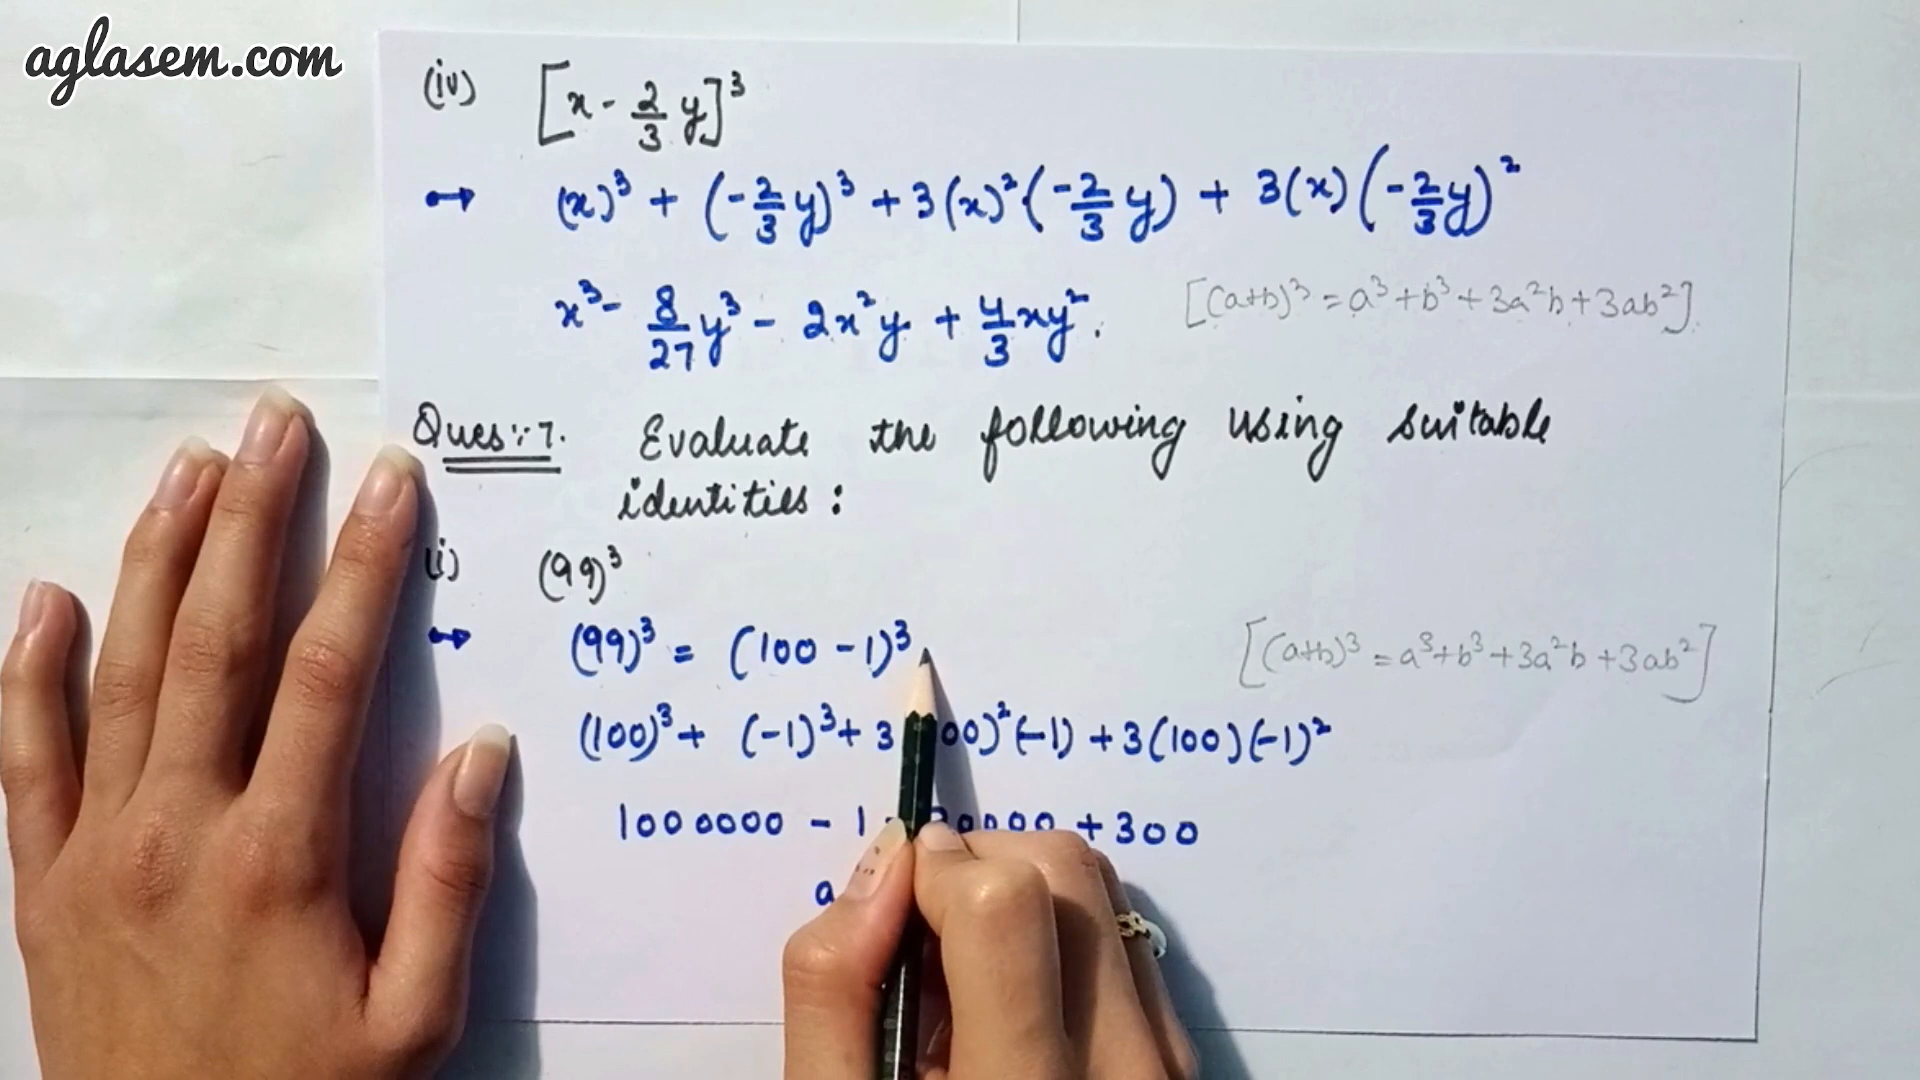 aglasem.com
(iv) [x - 2/3 y]³
→ (x)³ + (-2/3 y)³ + 3(x)²(-2/3 y) + 3(x)(-2/3 y)²
x³ - 8/27 y³ - 2x²y + 4/3 xy². [(a+b)³ = a³+b³+3a²b+3ab²]
Ques:-7. Evaluate the following using suitable
identities:
(i) (99)³
→ (99)³ = (100 - 1)³ [(a+b)³ = a³+b³+3a²b+3ab²]
(100)³ + (-1)³ + 3 00)²(-1) + 3(100)(-1)²
1000000 - 1 0000 + 300